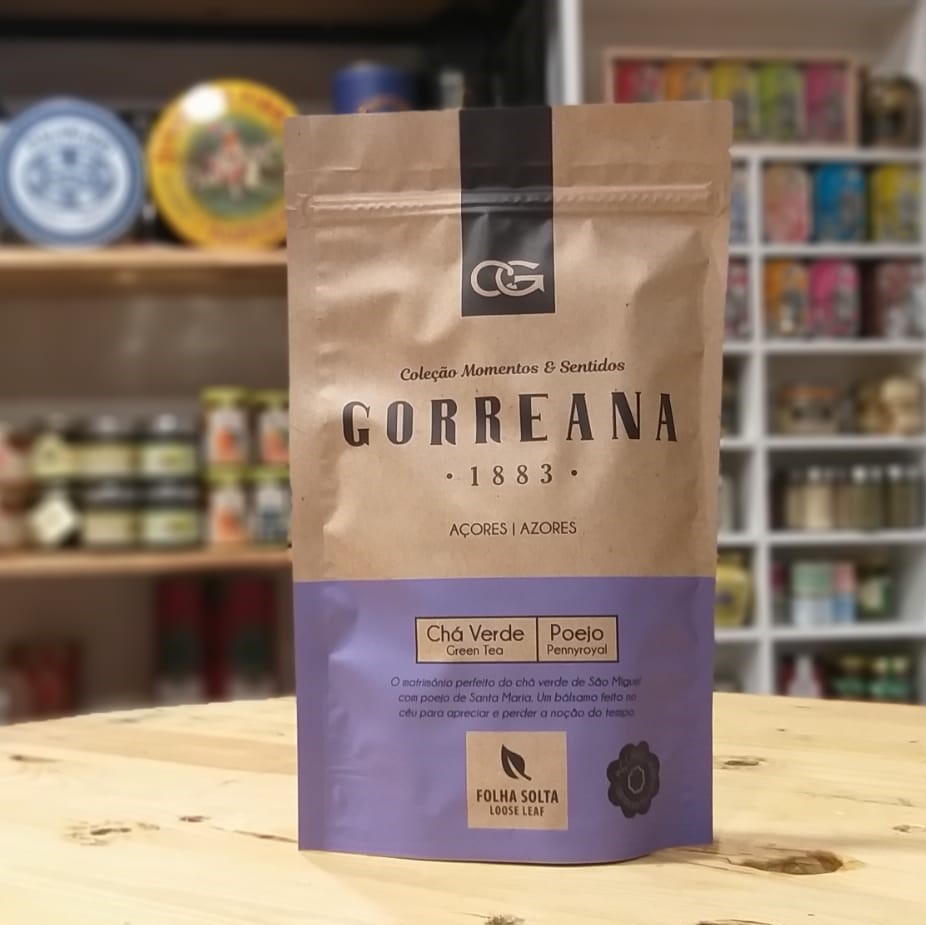 CG
Coleção Momentos & Sentidos
GORREANA
· 1883 ·
AÇORES | AZORES
Chá Verde
Green Tea
Poejo
Pennyroyal
O matrimónio perfeito do chá verde de São Miguel
com poejo de Santa Maria. Um bálsamo feito no
céu para apreciar e perder a noção do tempo.
FOLHA SOLTA
LOOSE LEAF